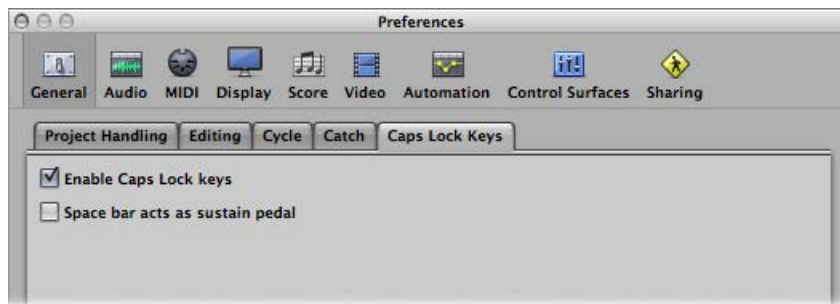 Preferences
General Audio MIDI Display Score Video Automation Control Surfaces Sharing
Project Handling Editing Cycle Catch Caps Lock Keys
Enable Caps Lock keys
Space bar acts as sustain pedal